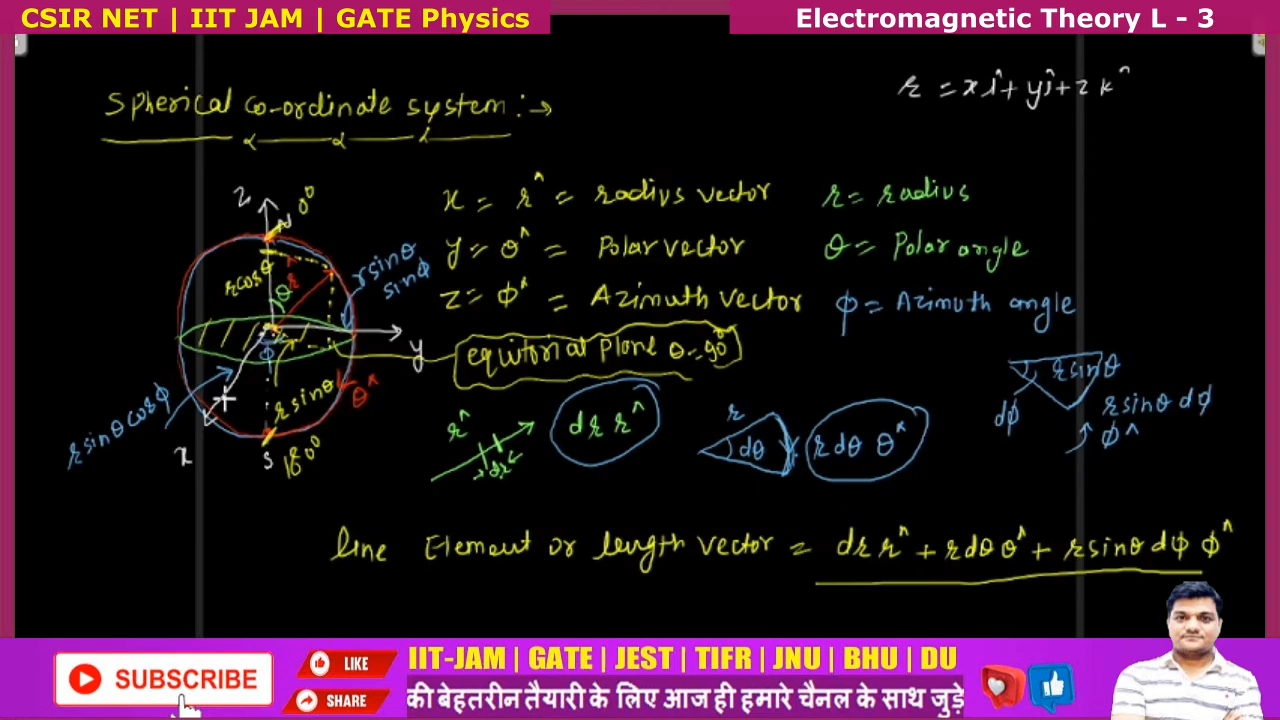 CSIR NET | IIT JAM | GATE Physics
Electromagnetic Theory L - 3
r = xî + yĵ + z k^
Spherical co-ordinate system :→
x = r^ = radius vector
r = radius
y = θ^ = Polar vector
θ = Polar angle
z = φ^ = Azimuth vector
φ = Azimuth angle
equitorial plane θ = 90°
Z
N
0°
r cosθ
θ
r^
r sinθ sinφ
y
φ
r sinθ
θ^
r sinθ cosφ
x
S
180°
r^
dr
dr r^
r
dθ
r dθ θ^
r sinθ
dφ
r sinθ dφ
φ^
line Element or length vector = dr r^ + r dθ θ^ + r sinθ dφ φ^
SUBSCRIBE
LIKE
SHARE
IIT-JAM | GATE | JEST | TIFR | JNU | BHU | DU
की बेहतरीन तैयारी के लिए आज ही हमारे चैनल के साथ जुड़े